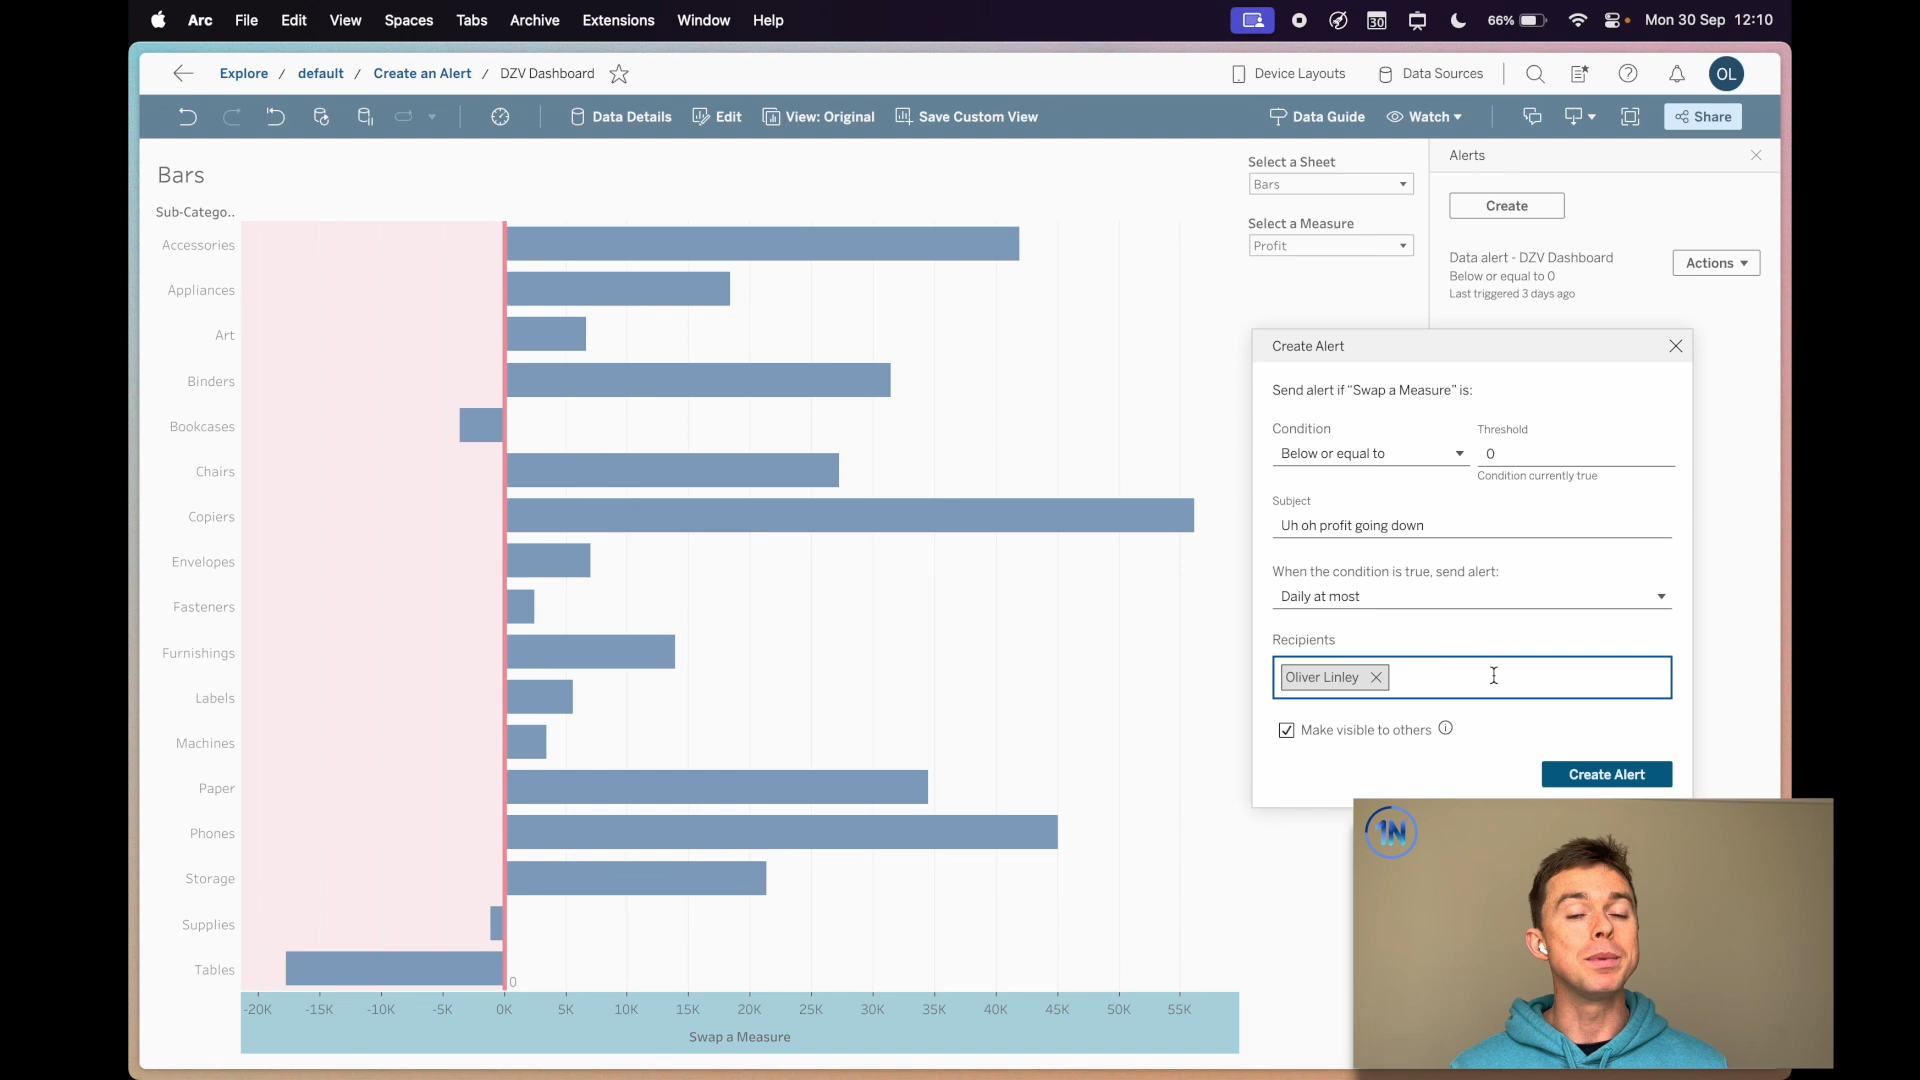 Arc File Edit View Spaces Tabs Archive Extensions Window Help 30 66% Mon 30 Sep 12:10
Explore / default / Create an Alert / DZV Dashboard Device Layouts Data Sources OL
Data Details Edit View: Original Save Custom View Data Guide Watch Share
Bars
Sub-Catego..
Accessories
Appliances
Art
Binders
Bookcases
Chairs
Copiers
Envelopes
Fasteners
Furnishings
Labels
Machines
Paper
Phones
Storage
Supplies
Tables
0
-20K -15K -10K -5K 0K 5K 10K 15K 20K 25K 30K 35K 40K 45K 50K 55K
Swap a Measure
Select a Sheet
Bars
Select a Measure
Profit
Alerts
Create
Data alert - DZV Dashboard
Below or equal to 0
Last triggered 3 days ago
Actions
Create Alert
Send alert if "Swap a Measure" is:
Condition Threshold
Below or equal to 0
Condition currently true
Subject
Uh oh profit going down
When the condition is true, send alert:
Daily at most
Recipients
Oliver Linley
Make visible to others
Create Alert
1N